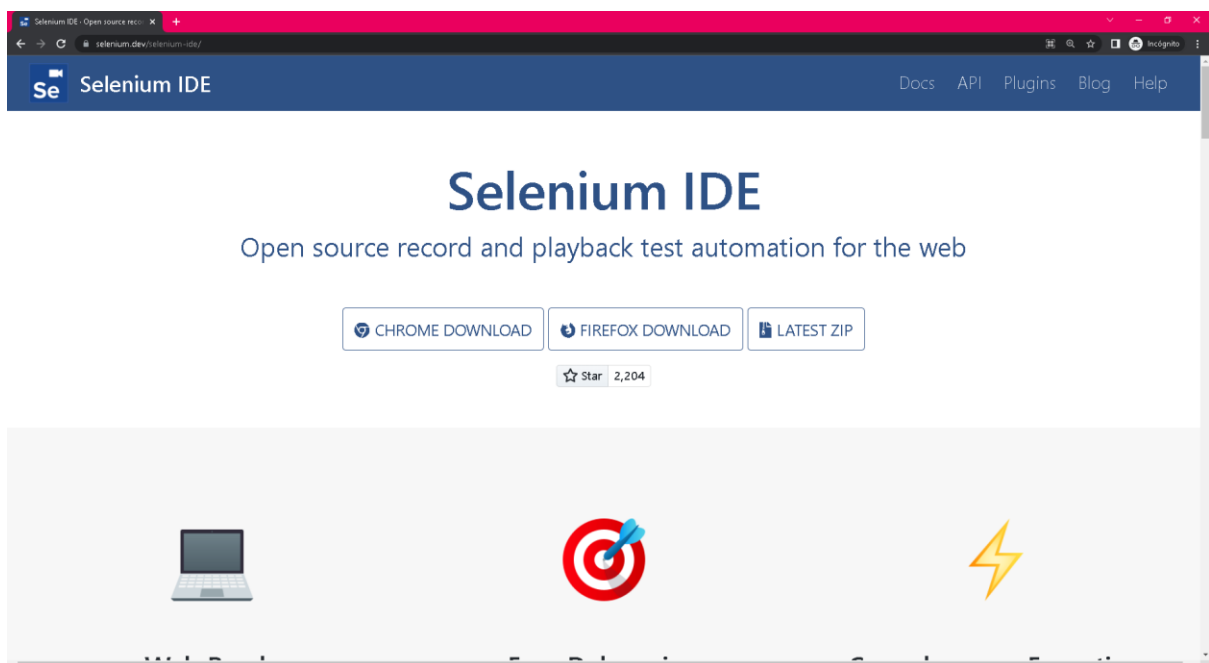 Selenium IDE · Open source reco
selenium.dev/selenium-ide/
Incógnito
Se
Selenium IDE
Docs API Plugins Blog Help
Selenium IDE
Open source record and playback test automation for the web
CHROME DOWNLOAD FIREFOX DOWNLOAD LATEST ZIP
Star 2,204